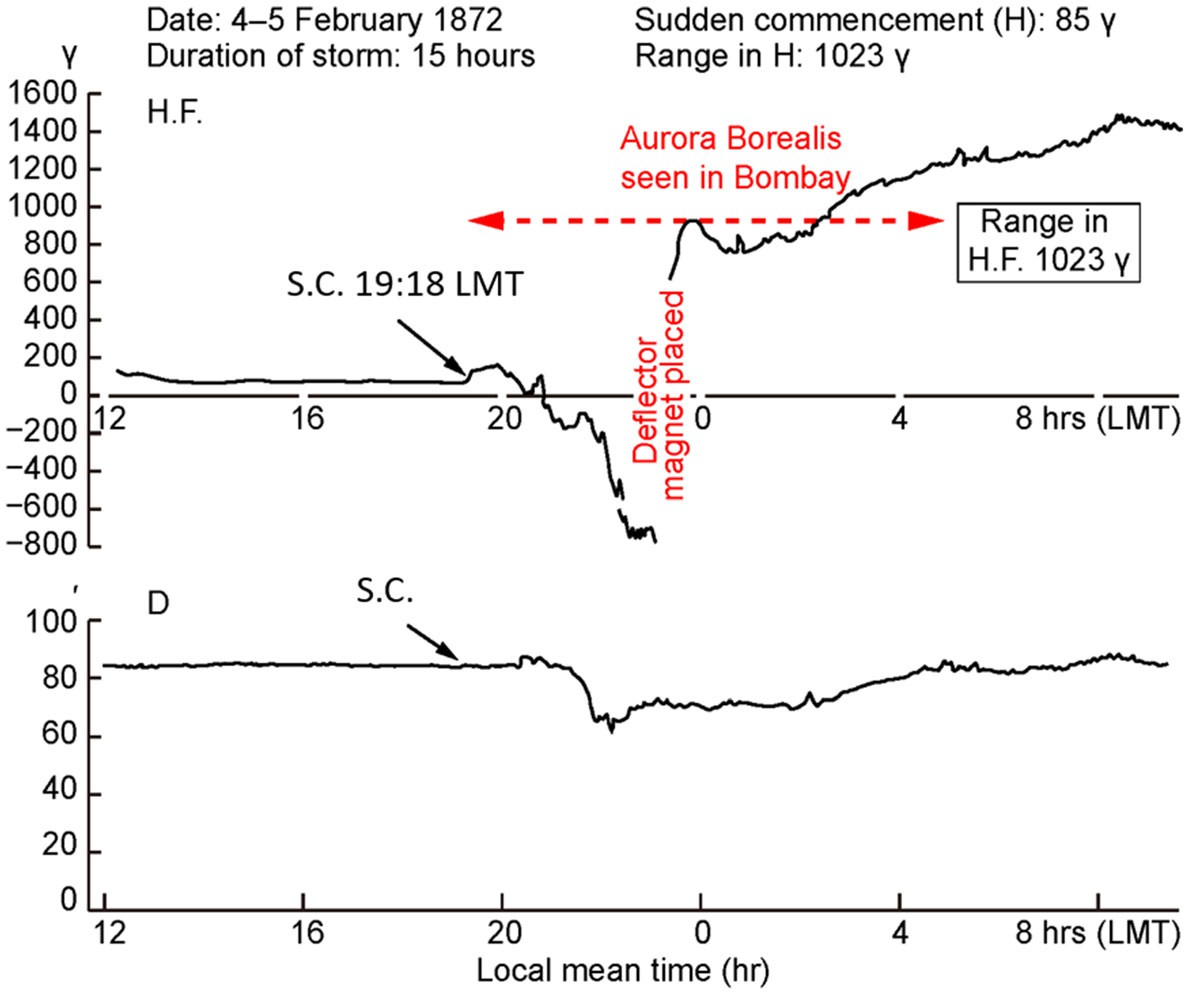 Date: 4–5 February 1872
Sudden commencement (H): 85 γ
Duration of storm: 15 hours
Range in H: 1023 γ
γ
1600
H.F.
1400
1200
1000
800
600
400
200
0
−200
−400
−600
−800
Aurora Borealis
seen in Bombay
Range in
H.F. 1023 γ
S.C. 19:18 LMT
Deflector
magnet placed
12 16 20 0 4 8 hrs (LMT)
′
D
S.C.
100
80
60
40
20
0
12 16 20 0 4 8 hrs (LMT)
Local mean time (hr)